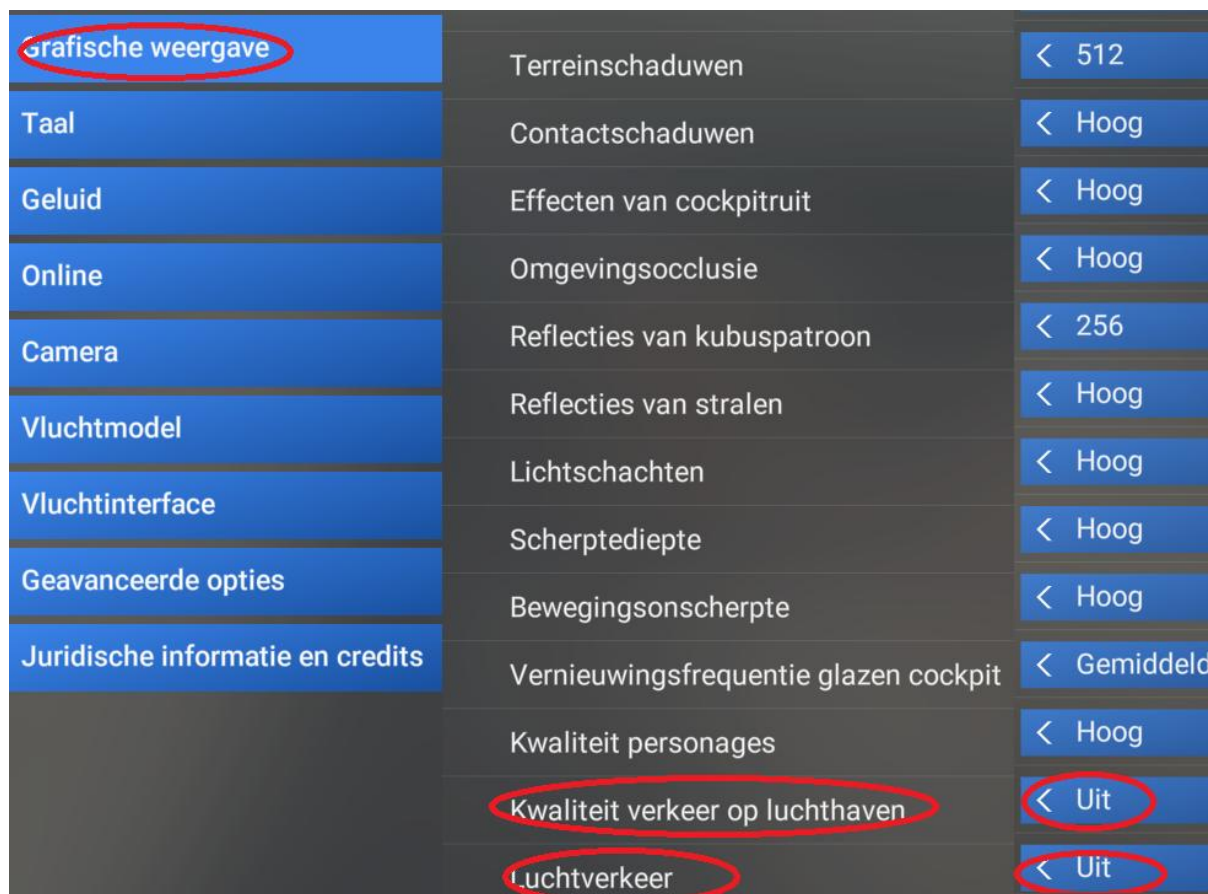 Grafische weergave
Taal
Geluid
Online
Camera
Vluchtmodel
Vluchtinterface
Geavanceerde opties
Juridische informatie en credits
Terreinschaduwen < 512
Contactschaduwen < Hoog
Effecten van cockpitruit < Hoog
Omgevingsocclusie < Hoog
Reflecties van kubuspatroon < 256
Reflecties van stralen < Hoog
Lichtschachten < Hoog
Scherptediepte < Hoog
Bewegingsonscherpte < Hoog
Vernieuwingsfrequentie glazen cockpit < Gemiddeld
Kwaliteit personages < Hoog
Kwaliteit verkeer op luchthaven < Uit
Luchtverkeer < Uit